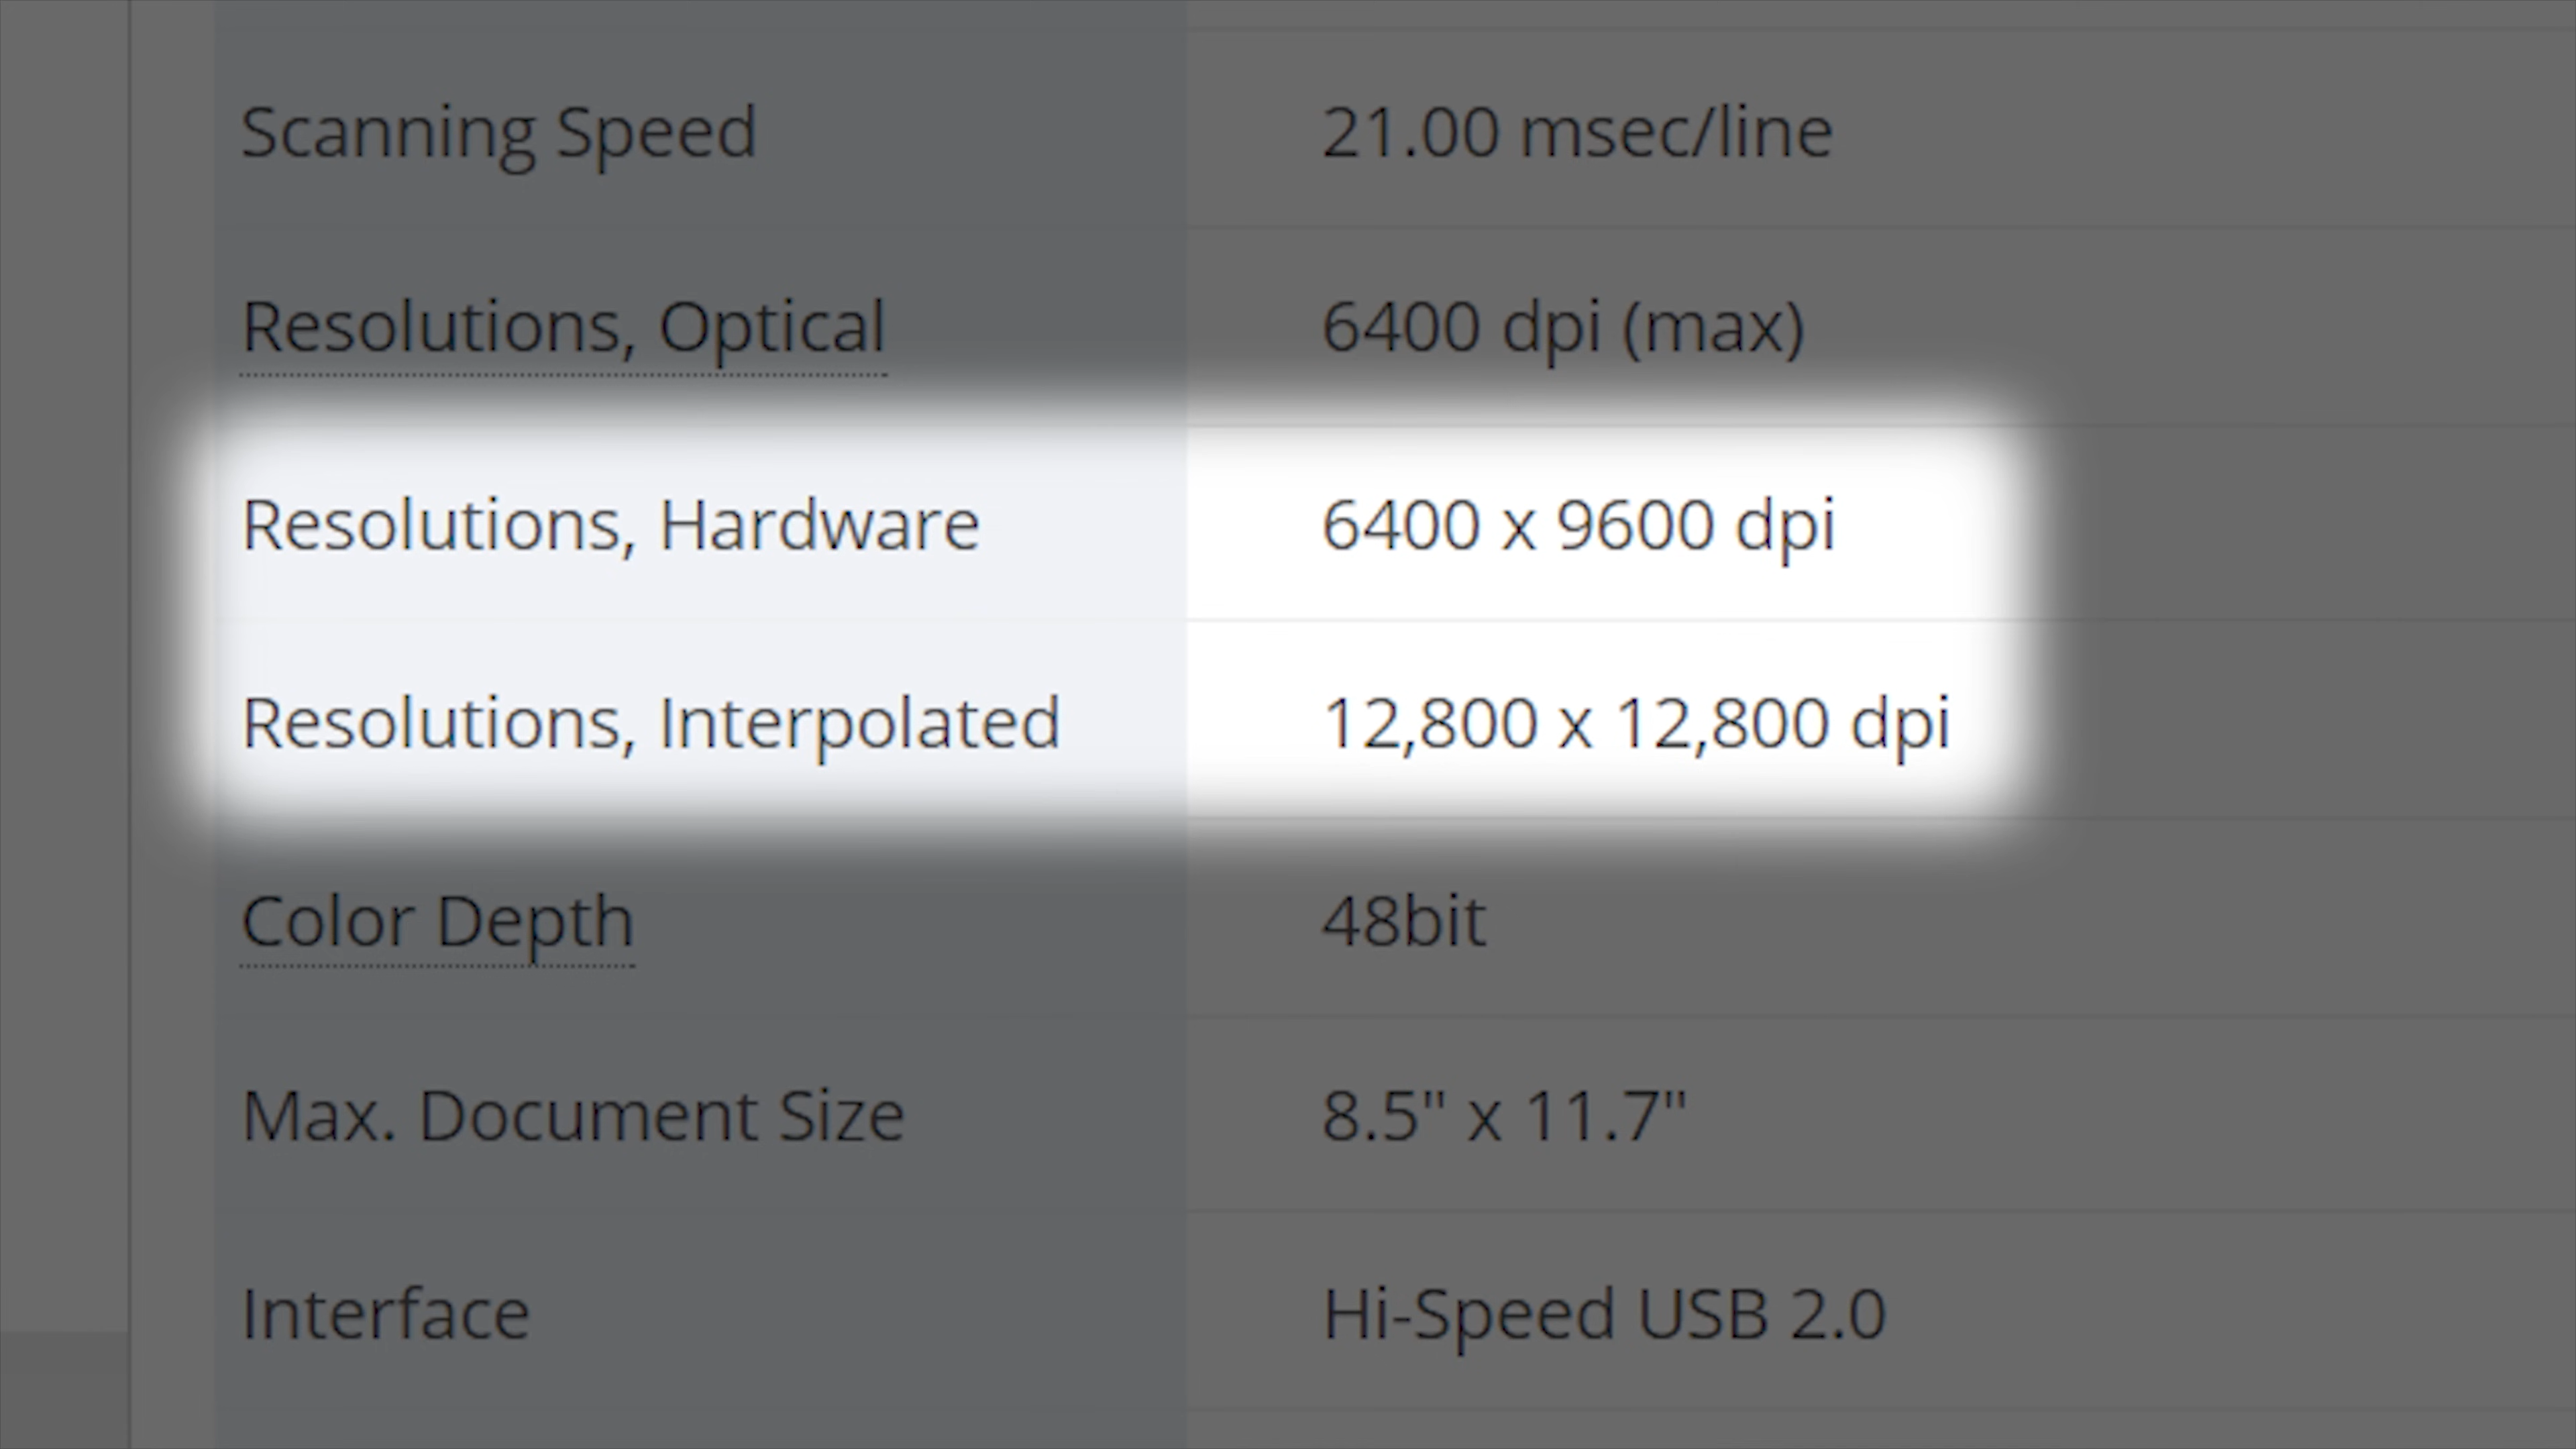 Scanning Speed 21.00 msec/line
Resolutions, Optical 6400 dpi (max)
Resolutions, Hardware 6400 x 9600 dpi
Resolutions, Interpolated 12,800 x 12,800 dpi
Color Depth 48bit
Max. Document Size 8.5" x 11.7"
Interface Hi-Speed USB 2.0